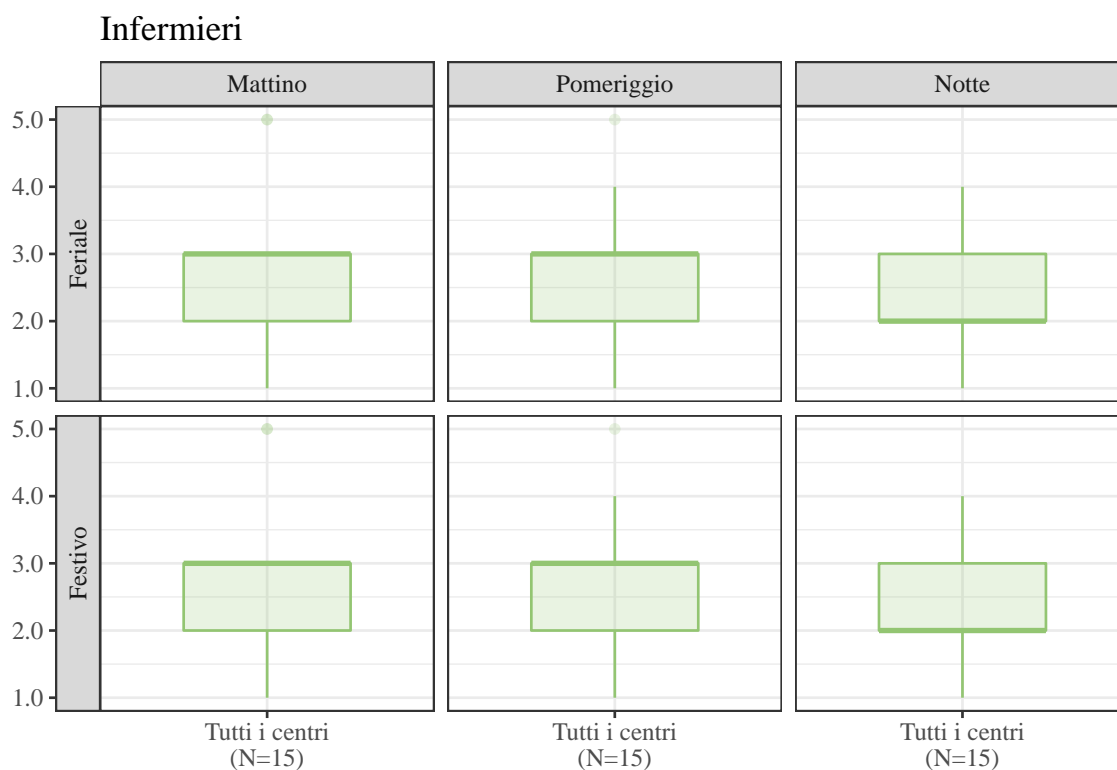 Infermieri
Mattino
Pomeriggio
Notte
Feriale
5.0
4.0
3.0
2.0
1.0
Festivo
5.0
4.0
3.0
2.0
1.0
Tutti i centri
(N=15)
Tutti i centri
(N=15)
Tutti i centri
(N=15)